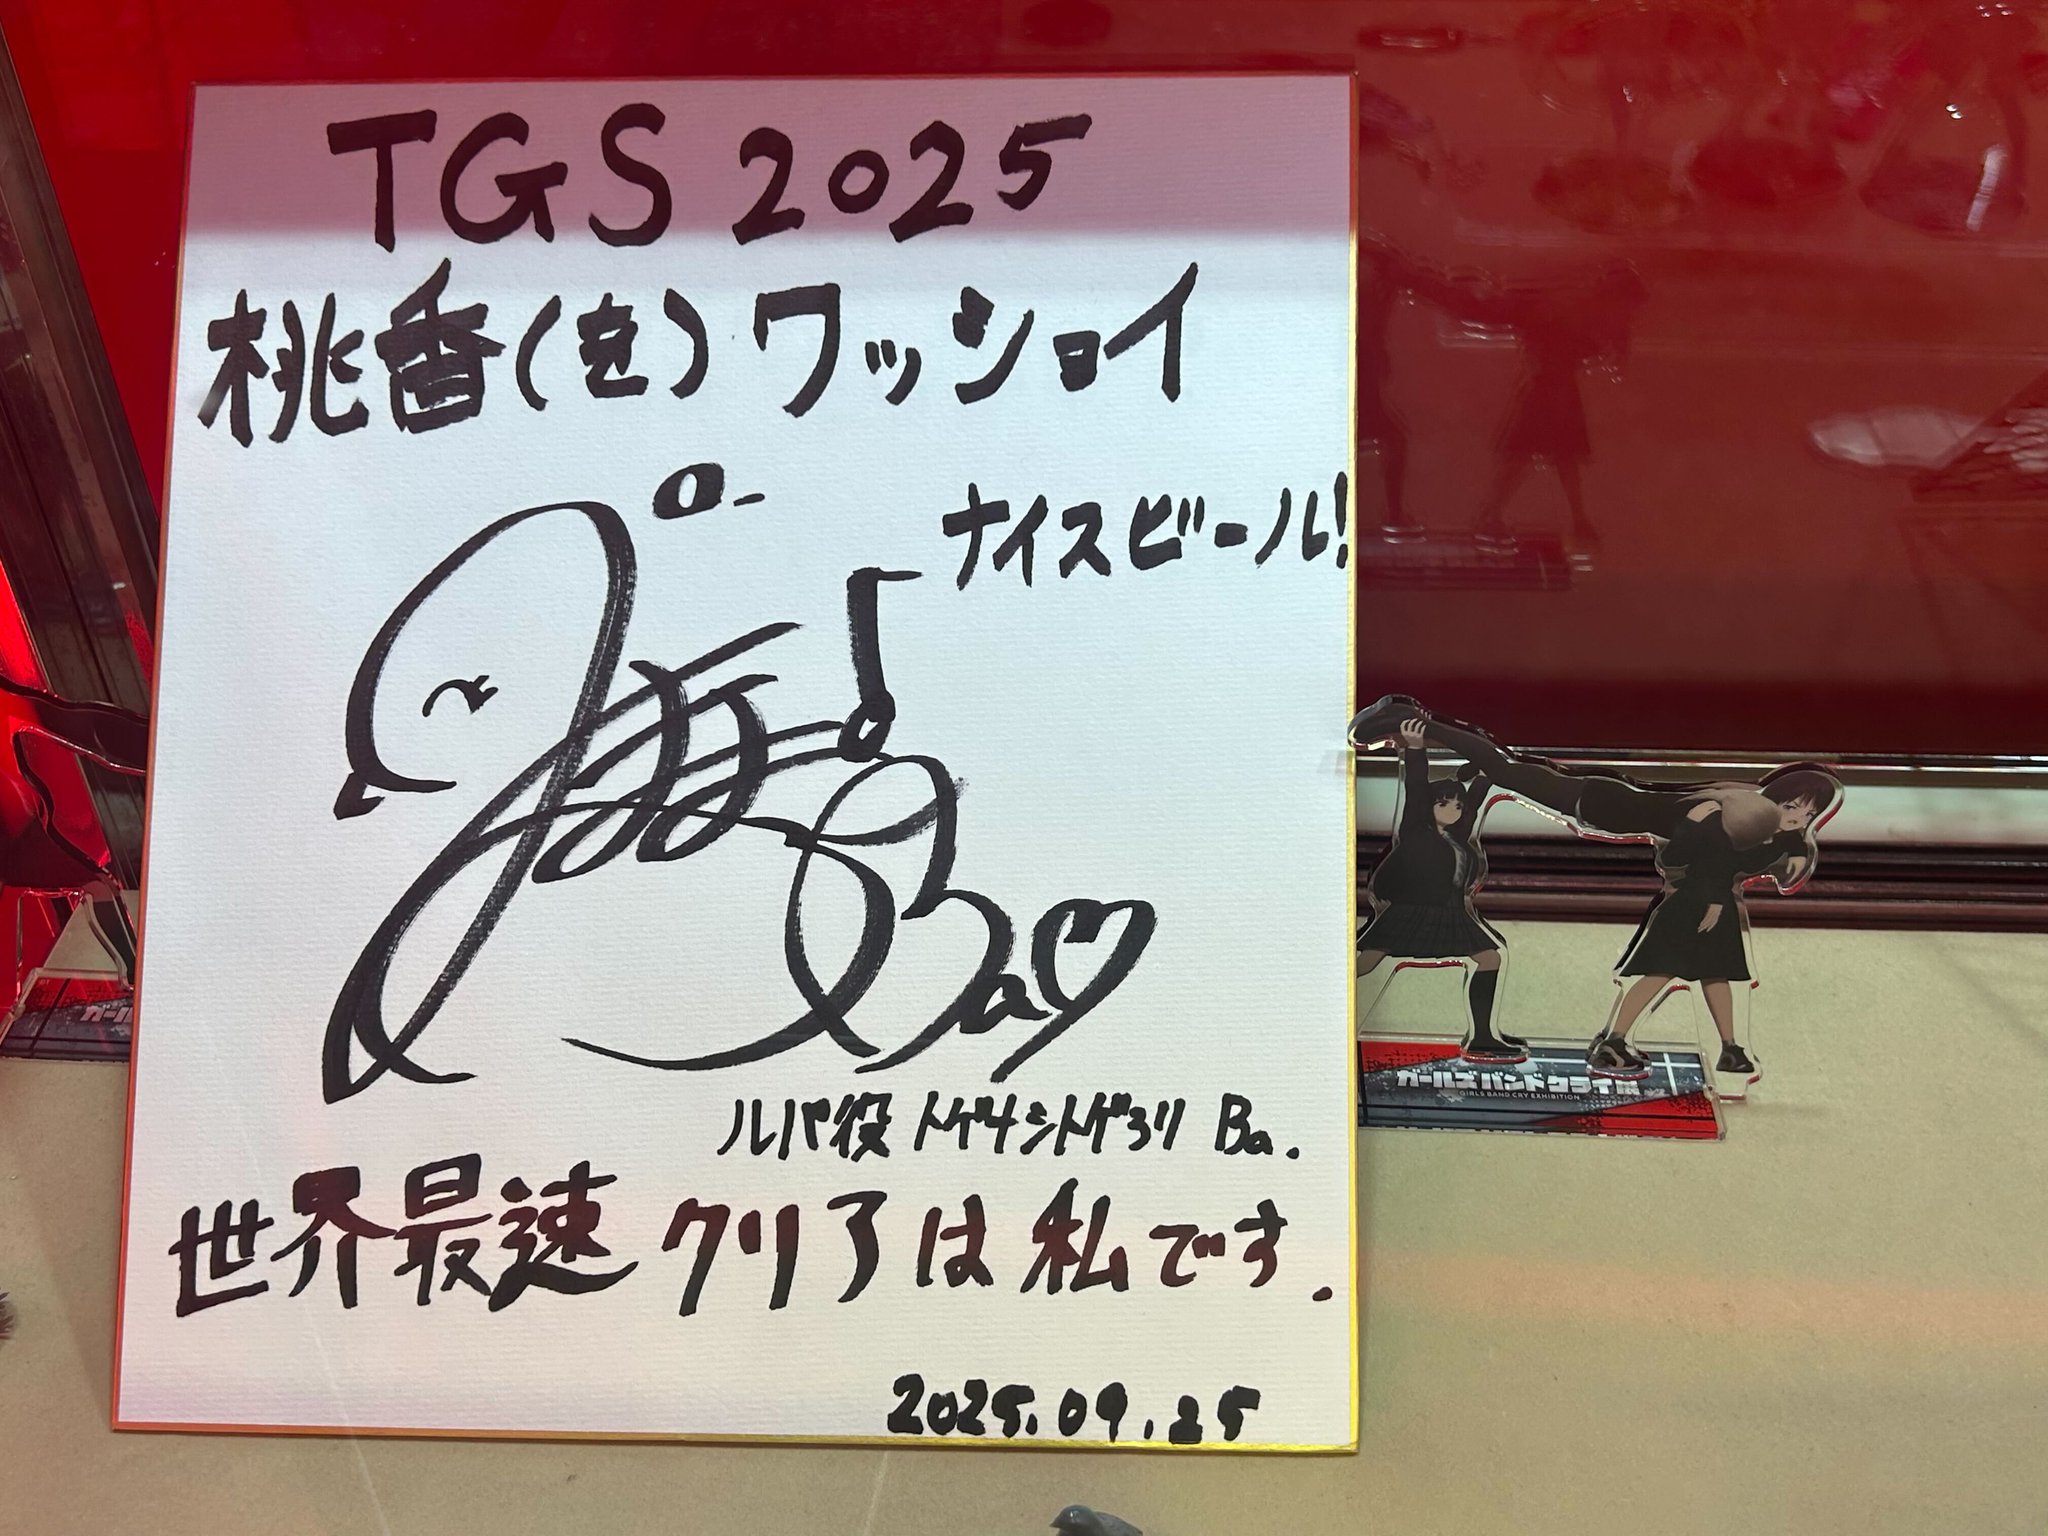 TGS 2025
桃香(を)ワッショイ
ナイスビール!
ルパ役 トゲナシトゲアリ Ba.
世界最速 クリアは私です.
2025.09.25
ガールズバンドクライ展
GIRLS BAND CRY EXHIBITION